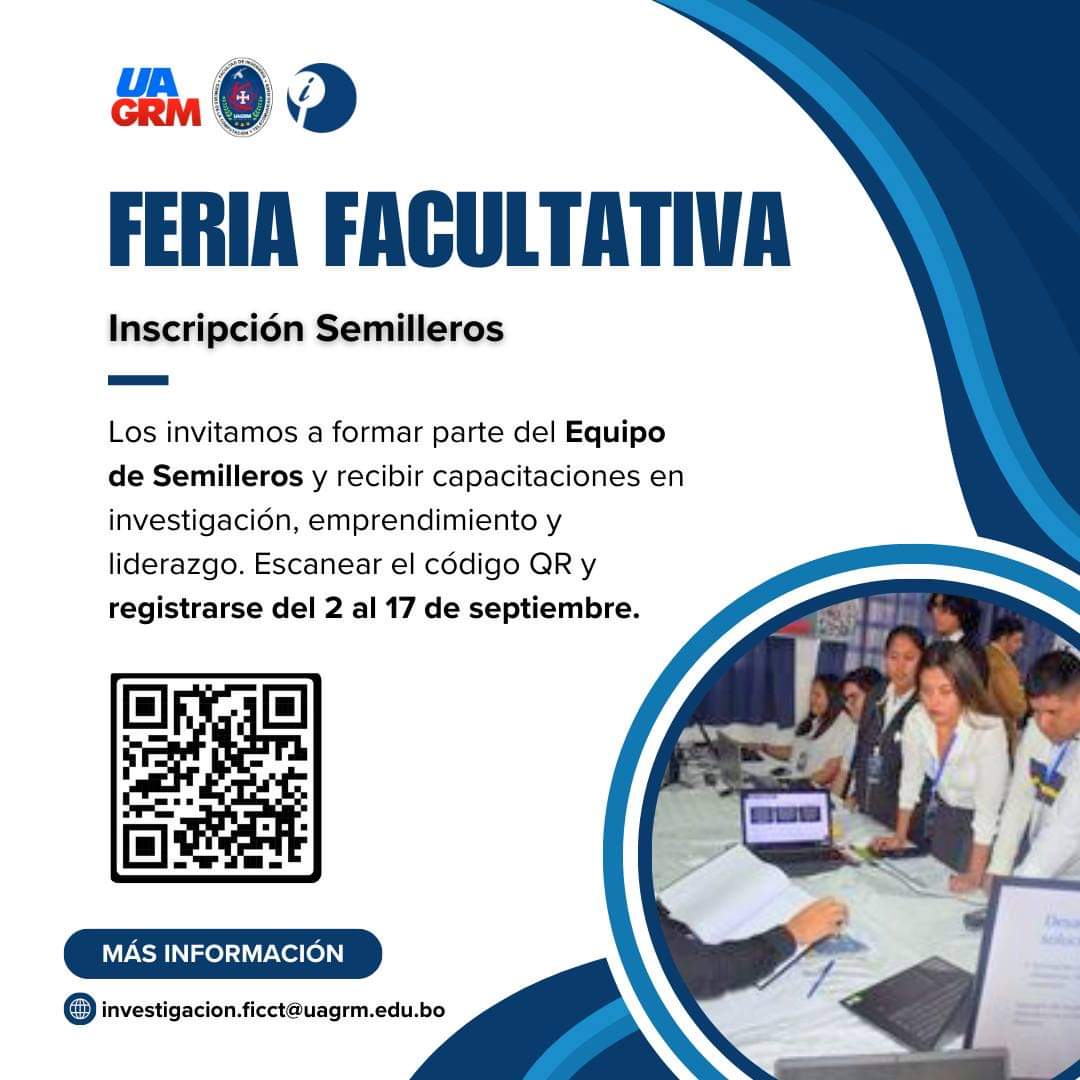 UA
GRM
UAGRM
i
FERIA FACULTATIVA
Inscripción Semilleros
Los invitamos a formar parte del Equipo
de Semilleros y recibir capacitaciones en
investigación, emprendimiento y
liderazgo. Escanear el código QR y
registrarse del 2 al 17 de septiembre.
MÁS INFORMACIÓN
investigacion.ficct@uagrm.edu.bo